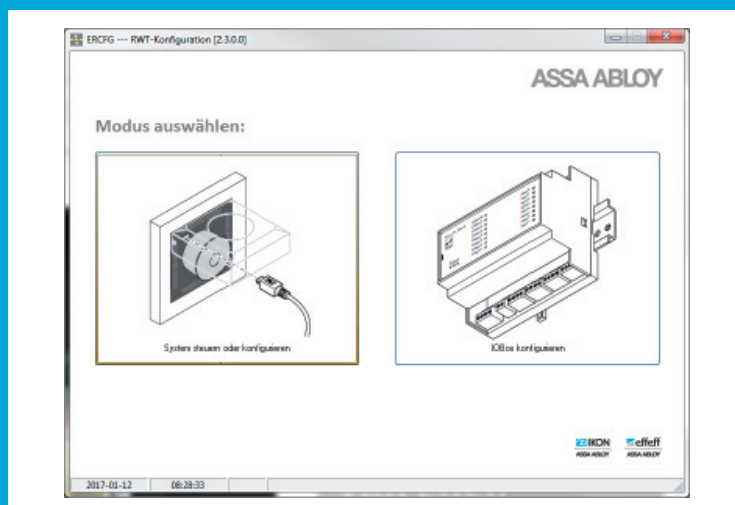 ERCFG --- RWT-Konfiguration [2.3.0.0]
ASSA ABLOY
Modus auswählen:
System steuern oder konfigurieren
IOBox konfigurieren
IKON
effeff
ASSA ABLOY
ASSA ABLOY
2017-01-12
08:28:33